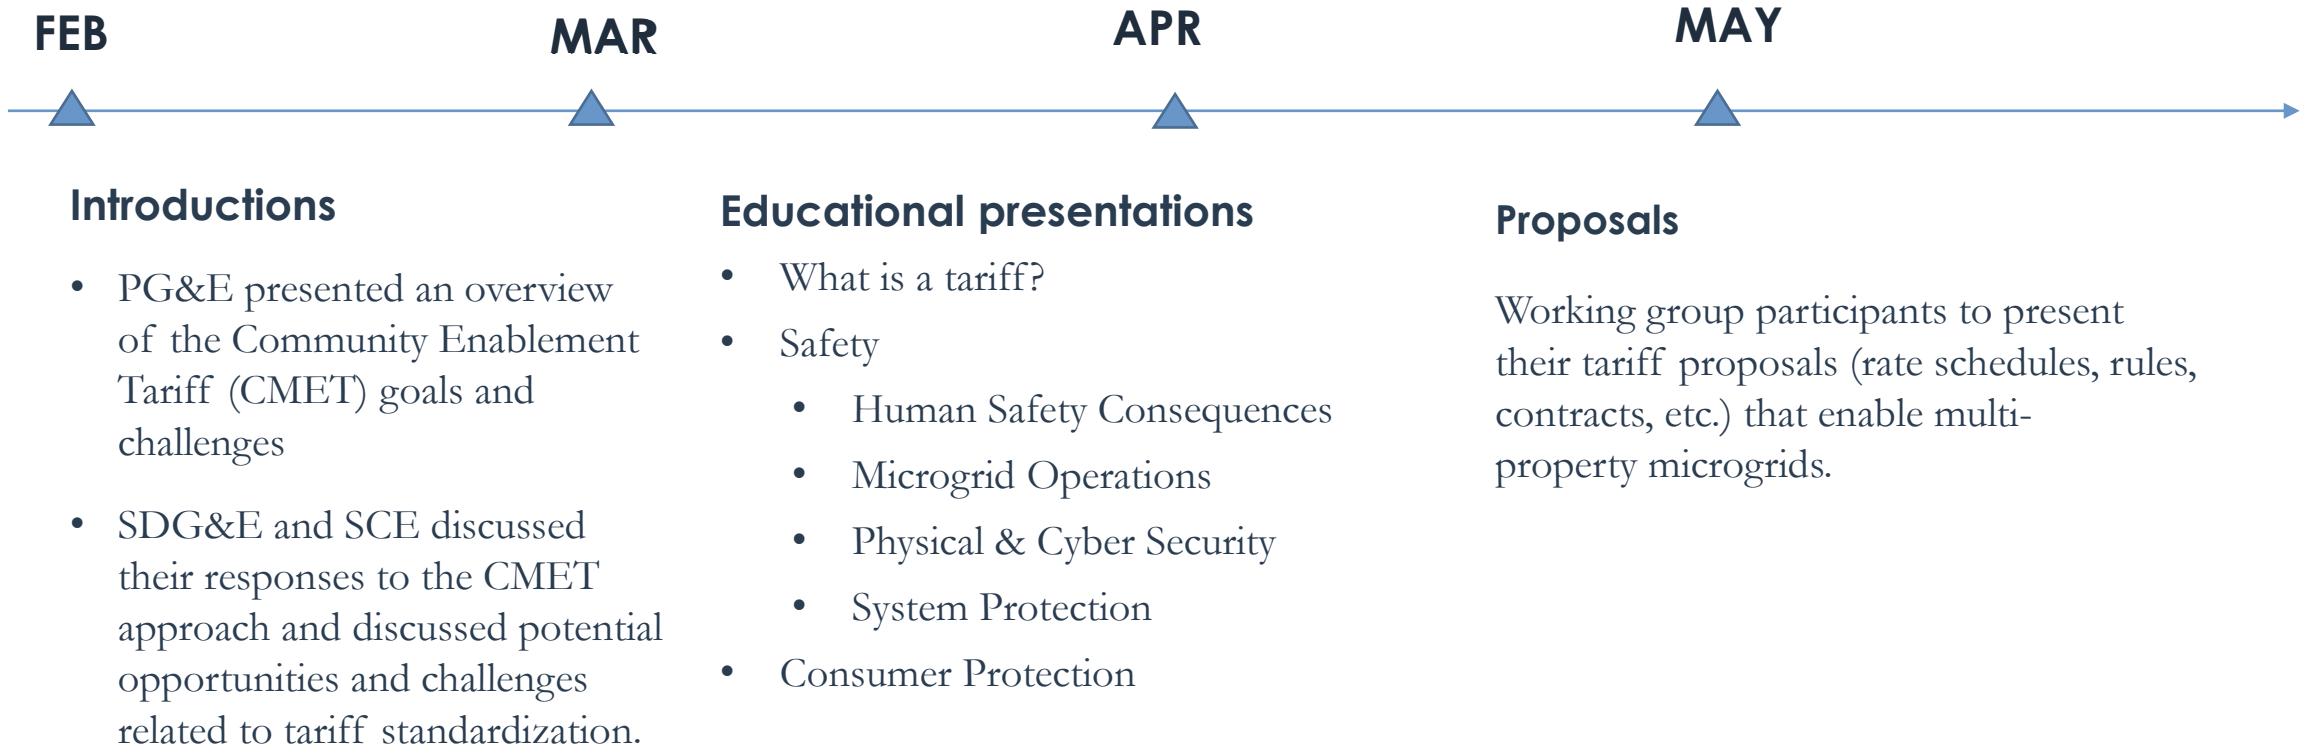 FEB
MAR
APR
MAY
Introductions
• PG&E presented an overview
of the Community Enablement
Tariff (CMET) goals and
challenges
• SDG&E and SCE discussed
their responses to the CMET
approach and discussed potential
opportunities and challenges
related to tariff standardization.
Educational presentations
• What is a tariff?
• Safety
• Human Safety Consequences
• Microgrid Operations
• Physical & Cyber Security
• System Protection
• Consumer Protection
Proposals
Working group participants to present
their tariff proposals (rate schedules, rules,
contracts, etc.) that enable multi-
property microgrids.